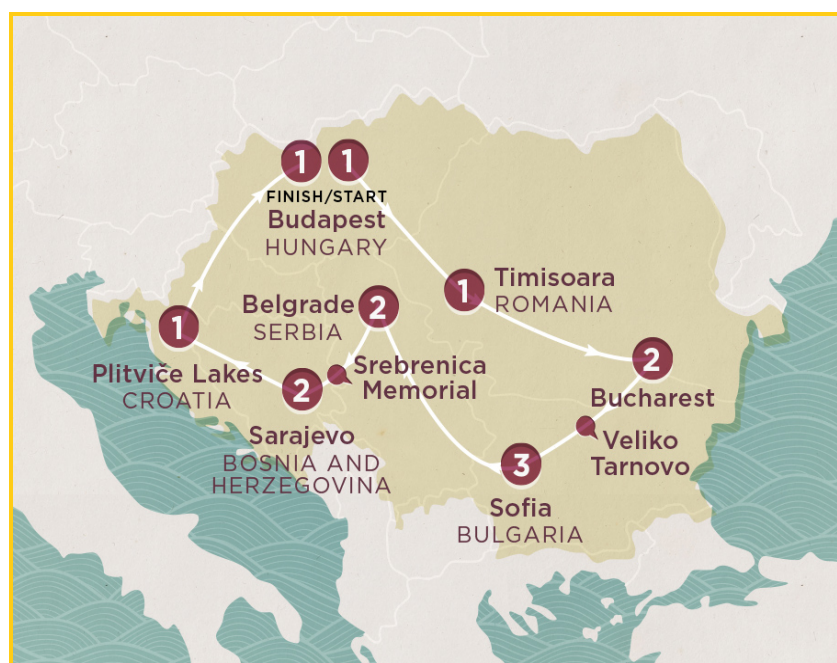 1
1
FINISH/START
Budapest
HUNGARY
1
Timisoara
ROMANIA
2
Bucharest
Veliko
Tarnovo
3
Sofia
BULGARIA
Belgrade
SERBIA
2
Srebrenica
Memorial
2
Sarajevo
BOSNIA AND
HERZEGOVINA
1
Plitviče Lakes
CROATIA